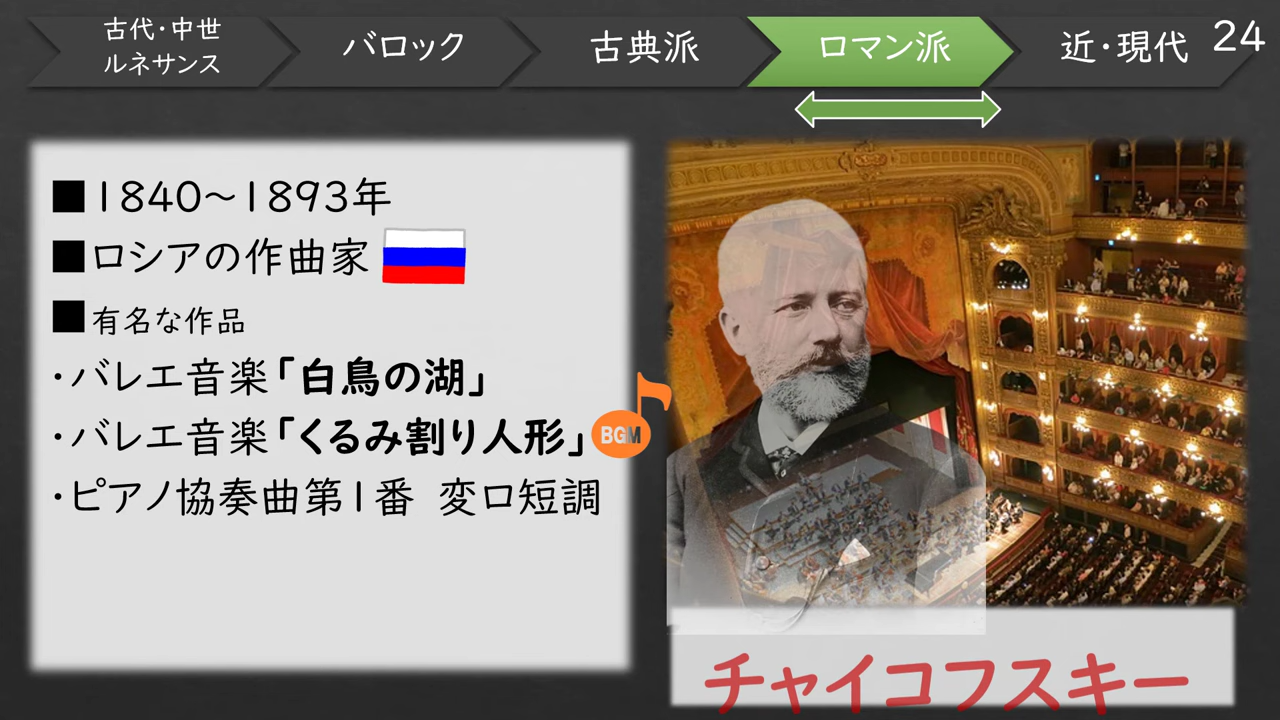 古代・中世
ルネサンス
バロック
古典派
ロマン派
近・現代
24
■1840～1893年
■ロシアの作曲家
■有名な作品
・バレエ音楽「白鳥の湖」
・バレエ音楽「くるみ割り人形」
BGM
・ピアノ協奏曲第1番 変ロ短調
チャイコフスキー